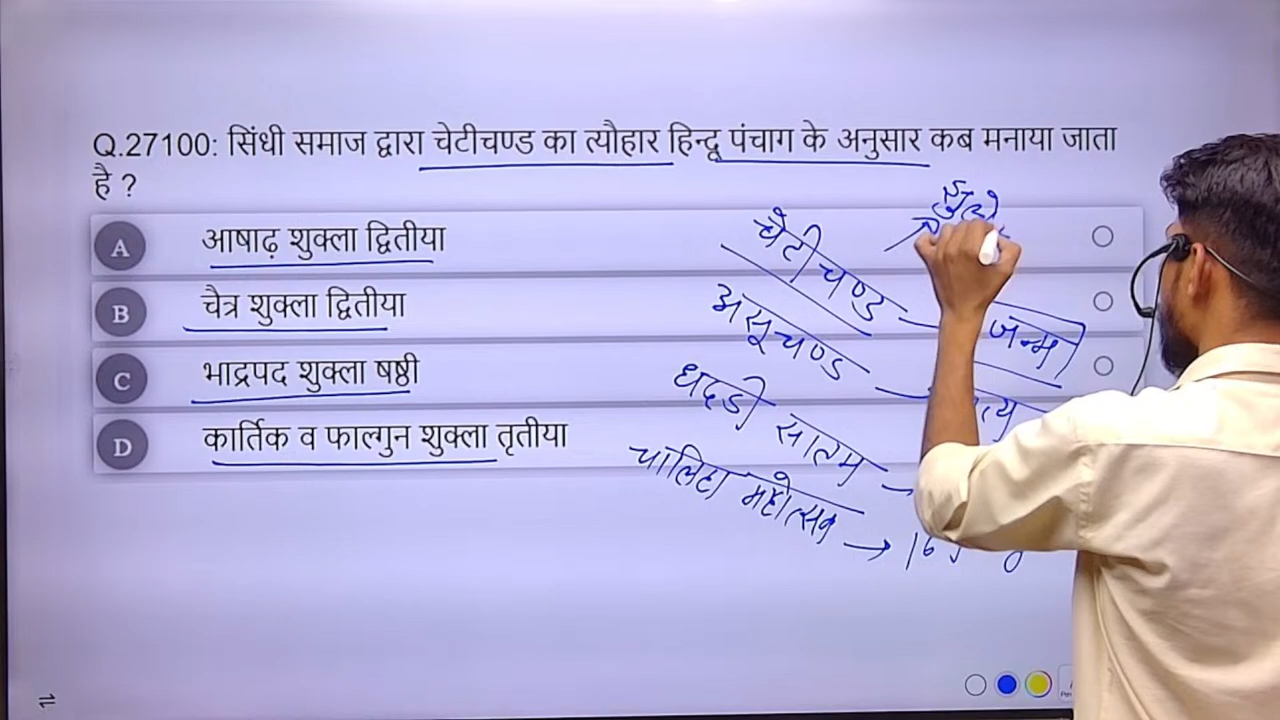 Q.27100: सिंधी समाज द्वारा चेटीचण्ड का त्यौहार हिन्दू पंचाग के अनुसार कब मनाया जाता
है ?
A आषाढ़ शुक्ला द्वितीया
B चैत्र शुक्ला द्वितीया
C भाद्रपद शुक्ला षष्ठी
D कार्तिक व फाल्गुन शुक्ला तृतीया
चैटीचण्ड — जन्म
असूचण्ड —
थदडी सातम →
चालिहा महोत्सव →